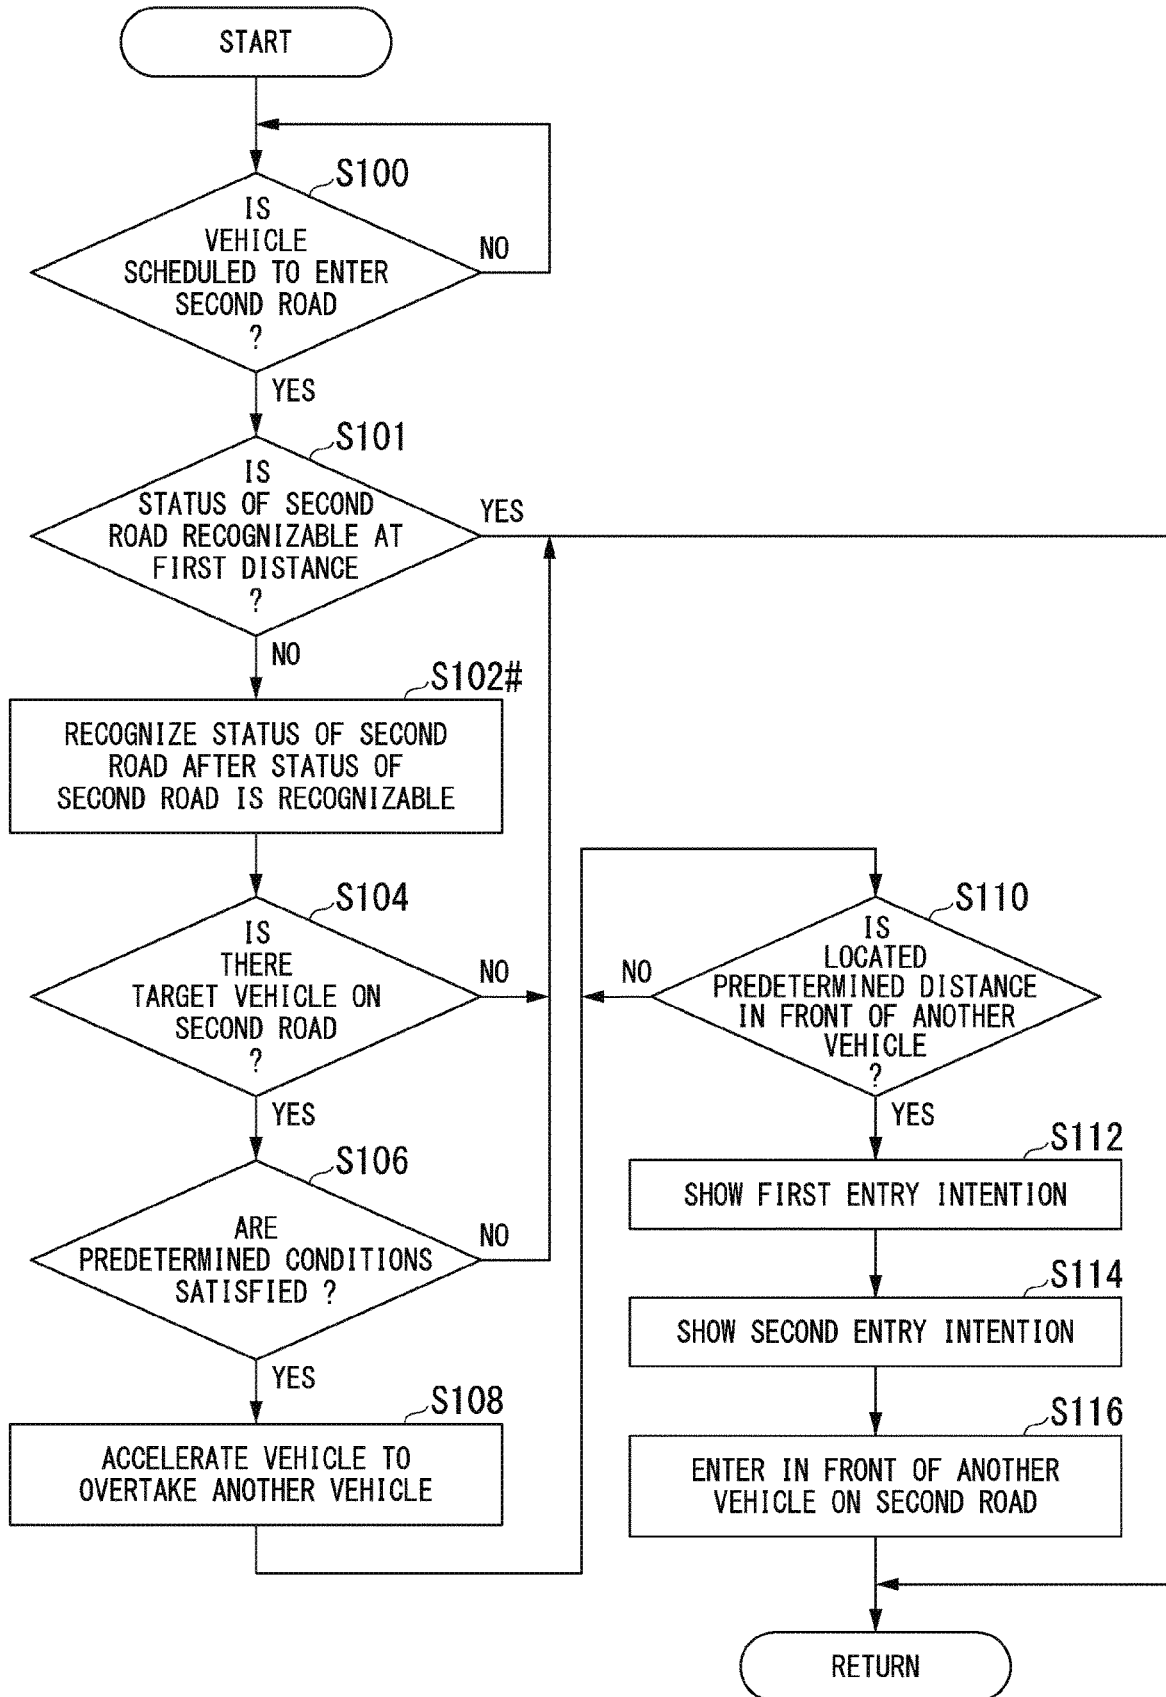 START
S100
IS
VEHICLE
SCHEDULED TO ENTER
SECOND ROAD
?
NO
YES
S101
IS
STATUS OF SECOND
ROAD RECOGNIZABLE AT
FIRST DISTANCE
?
YES
NO
S102#
RECOGNIZE STATUS OF SECOND
ROAD AFTER STATUS OF
SECOND ROAD IS RECOGNIZABLE
S104
IS
THERE
TARGET VEHICLE ON
SECOND ROAD
?
NO
YES
S106
ARE
PREDETERMINED CONDITIONS
SATISFIED ?
NO
YES
S108
ACCELERATE VEHICLE TO
OVERTAKE ANOTHER VEHICLE
S110
IS
LOCATED
PREDETERMINED DISTANCE
IN FRONT OF ANOTHER
VEHICLE
?
NO
YES
S112
SHOW FIRST ENTRY INTENTION
S114
SHOW SECOND ENTRY INTENTION
S116
ENTER IN FRONT OF ANOTHER
VEHICLE ON SECOND ROAD
RETURN